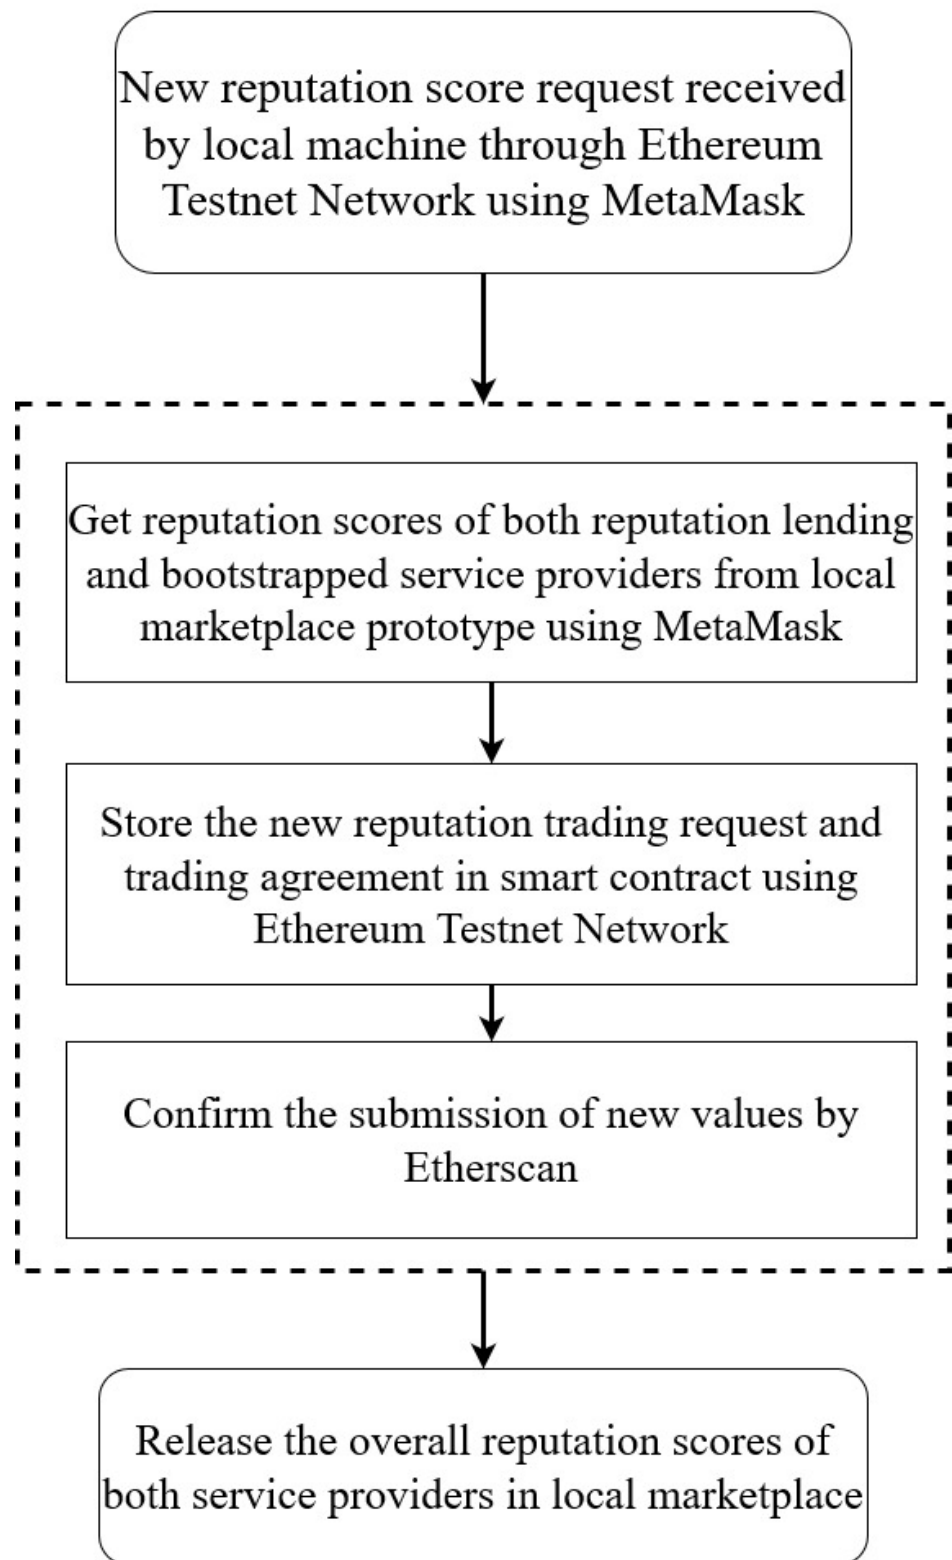 New reputation score request received
by local machine through Ethereum
Testnet Network using MetaMask
Get reputation scores of both reputation lending
and bootstrapped service providers from local
marketplace prototype using MetaMask
Store the new reputation trading request and
trading agreement in smart contract using
Ethereum Testnet Network
Confirm the submission of new values by
Etherscan
Release the overall reputation scores of
both service providers in local marketplace